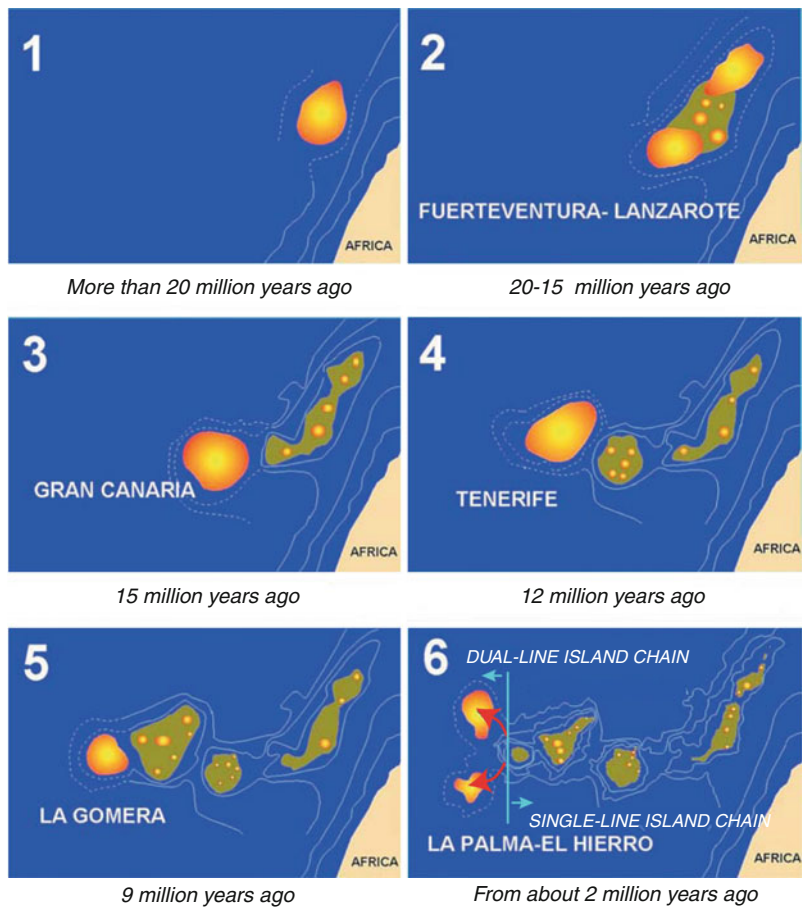 1
AFRICA
More than 20 million years ago
2
FUERTEVENTURA- LANZAROTE
AFRICA
20-15 million years ago
3
GRAN CANARIA
AFRICA
15 million years ago
4
TENERIFE
AFRICA
12 million years ago
5
LA GOMERA
AFRICA
9 million years ago
6
DUAL-LINE ISLAND CHAIN
SINGLE-LINE ISLAND CHAIN
LA PALMA-EL HIERRO
AFRICA
From about 2 million years ago